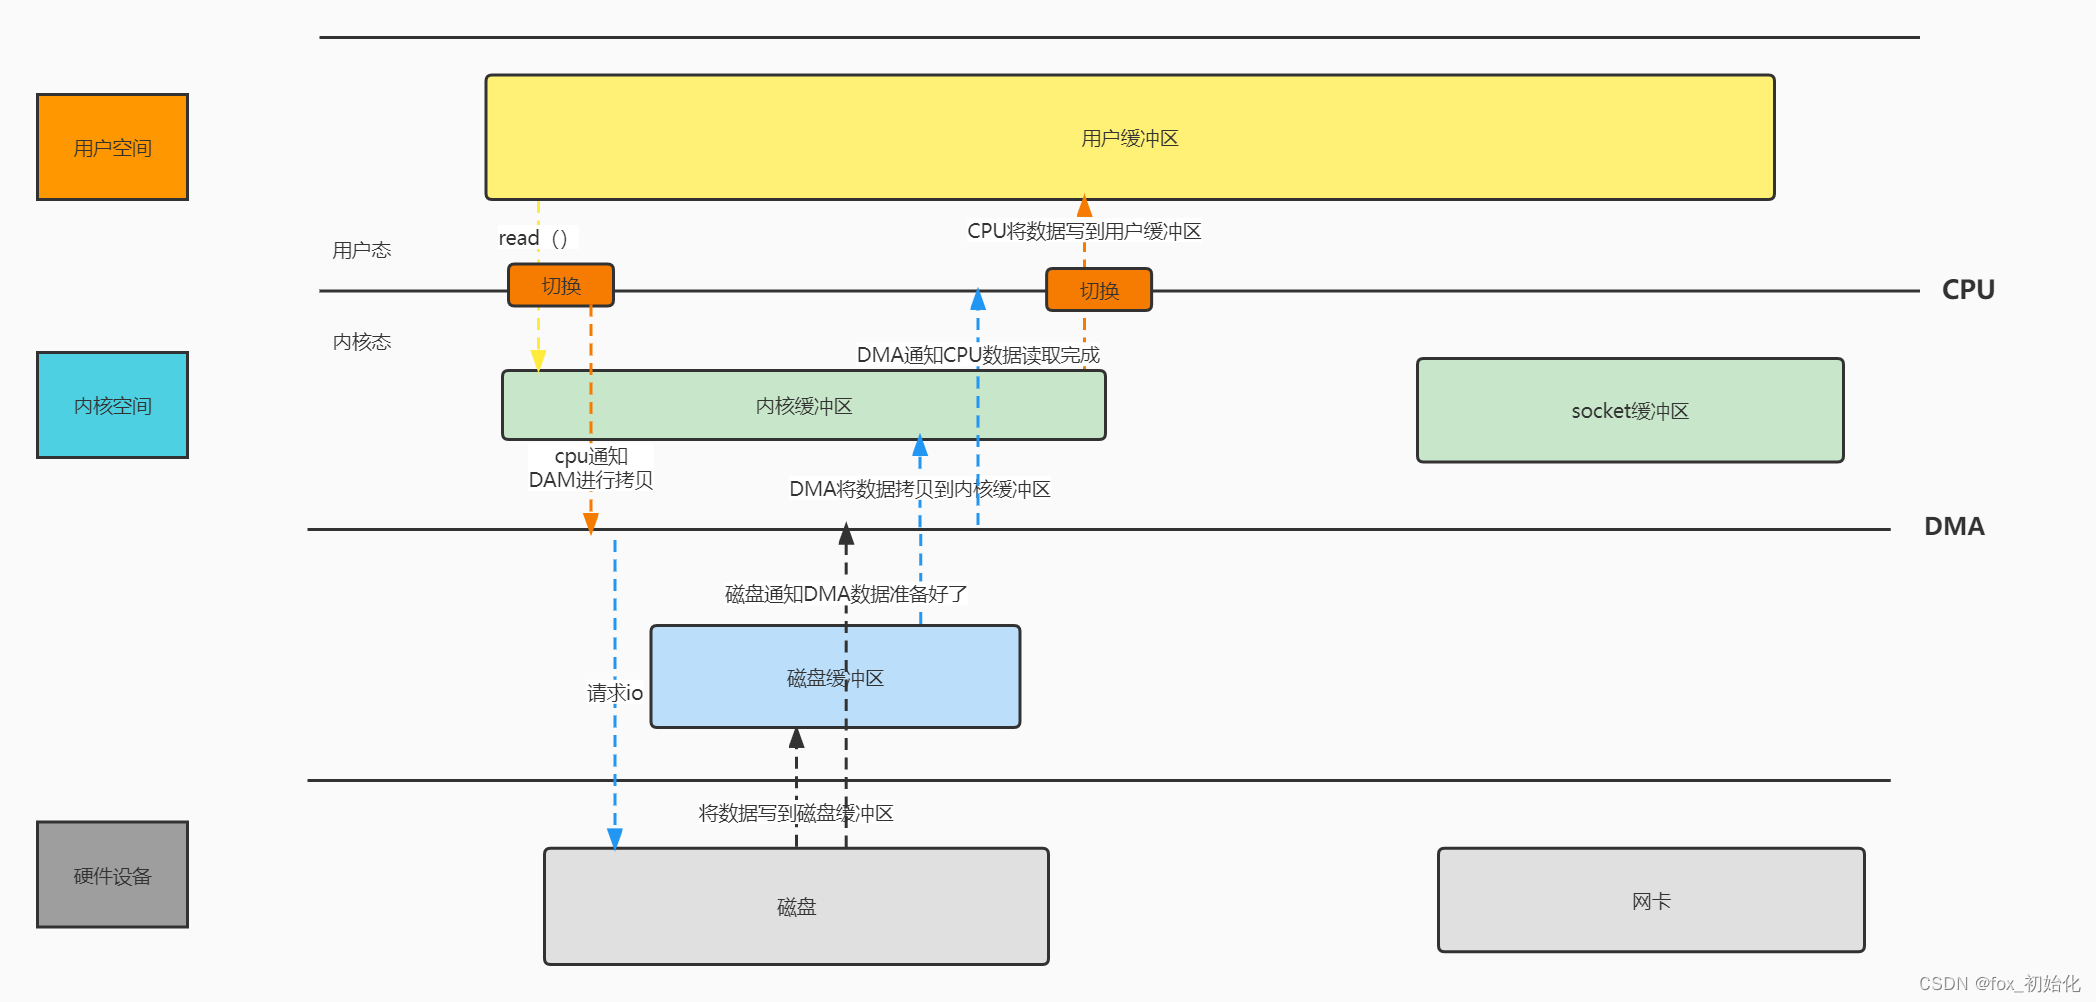 用户空间
用户缓冲区
read（）
CPU将数据写到用户缓冲区
用户态
切换
切换
CPU
内核态
DMA通知CPU数据读取完成
内核空间
内核缓冲区
socket缓冲区
cpu通知
DAM进行拷贝
DMA将数据拷贝到内核缓冲区
DMA
磁盘通知DMA数据准备好了
磁盘缓冲区
请求io
将数据写到磁盘缓冲区
硬件设备
磁盘
网卡
CSDN @fox_初始化